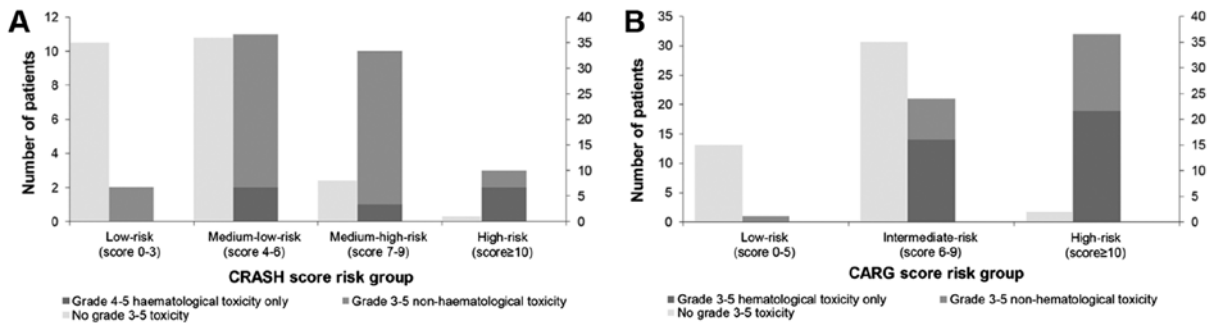 A
Number of patients
12
10
8
6
4
2
0
40
35
30
25
20
15
10
5
0
Low-risk Medium-low-risk Medium-high-risk High-risk
(score 0-3) (score 4-6) (score 7-9) (score≥10)
CRASH score risk group
Grade 4-5 haematological toxicity only Grade 3-5 non-haematological toxicity
No grade 3-5 toxicity
B
Number of patients
35
30
25
20
15
10
5
0
40
35
30
25
20
15
10
5
0
Low-risk Intermediate-risk High-risk
(score 0-5) (score 6-9) (score≥10)
CARG score risk group
Grade 3-5 hematological toxicity only Grade 3-5 non-hematological toxicity
No grade 3-5 toxicity